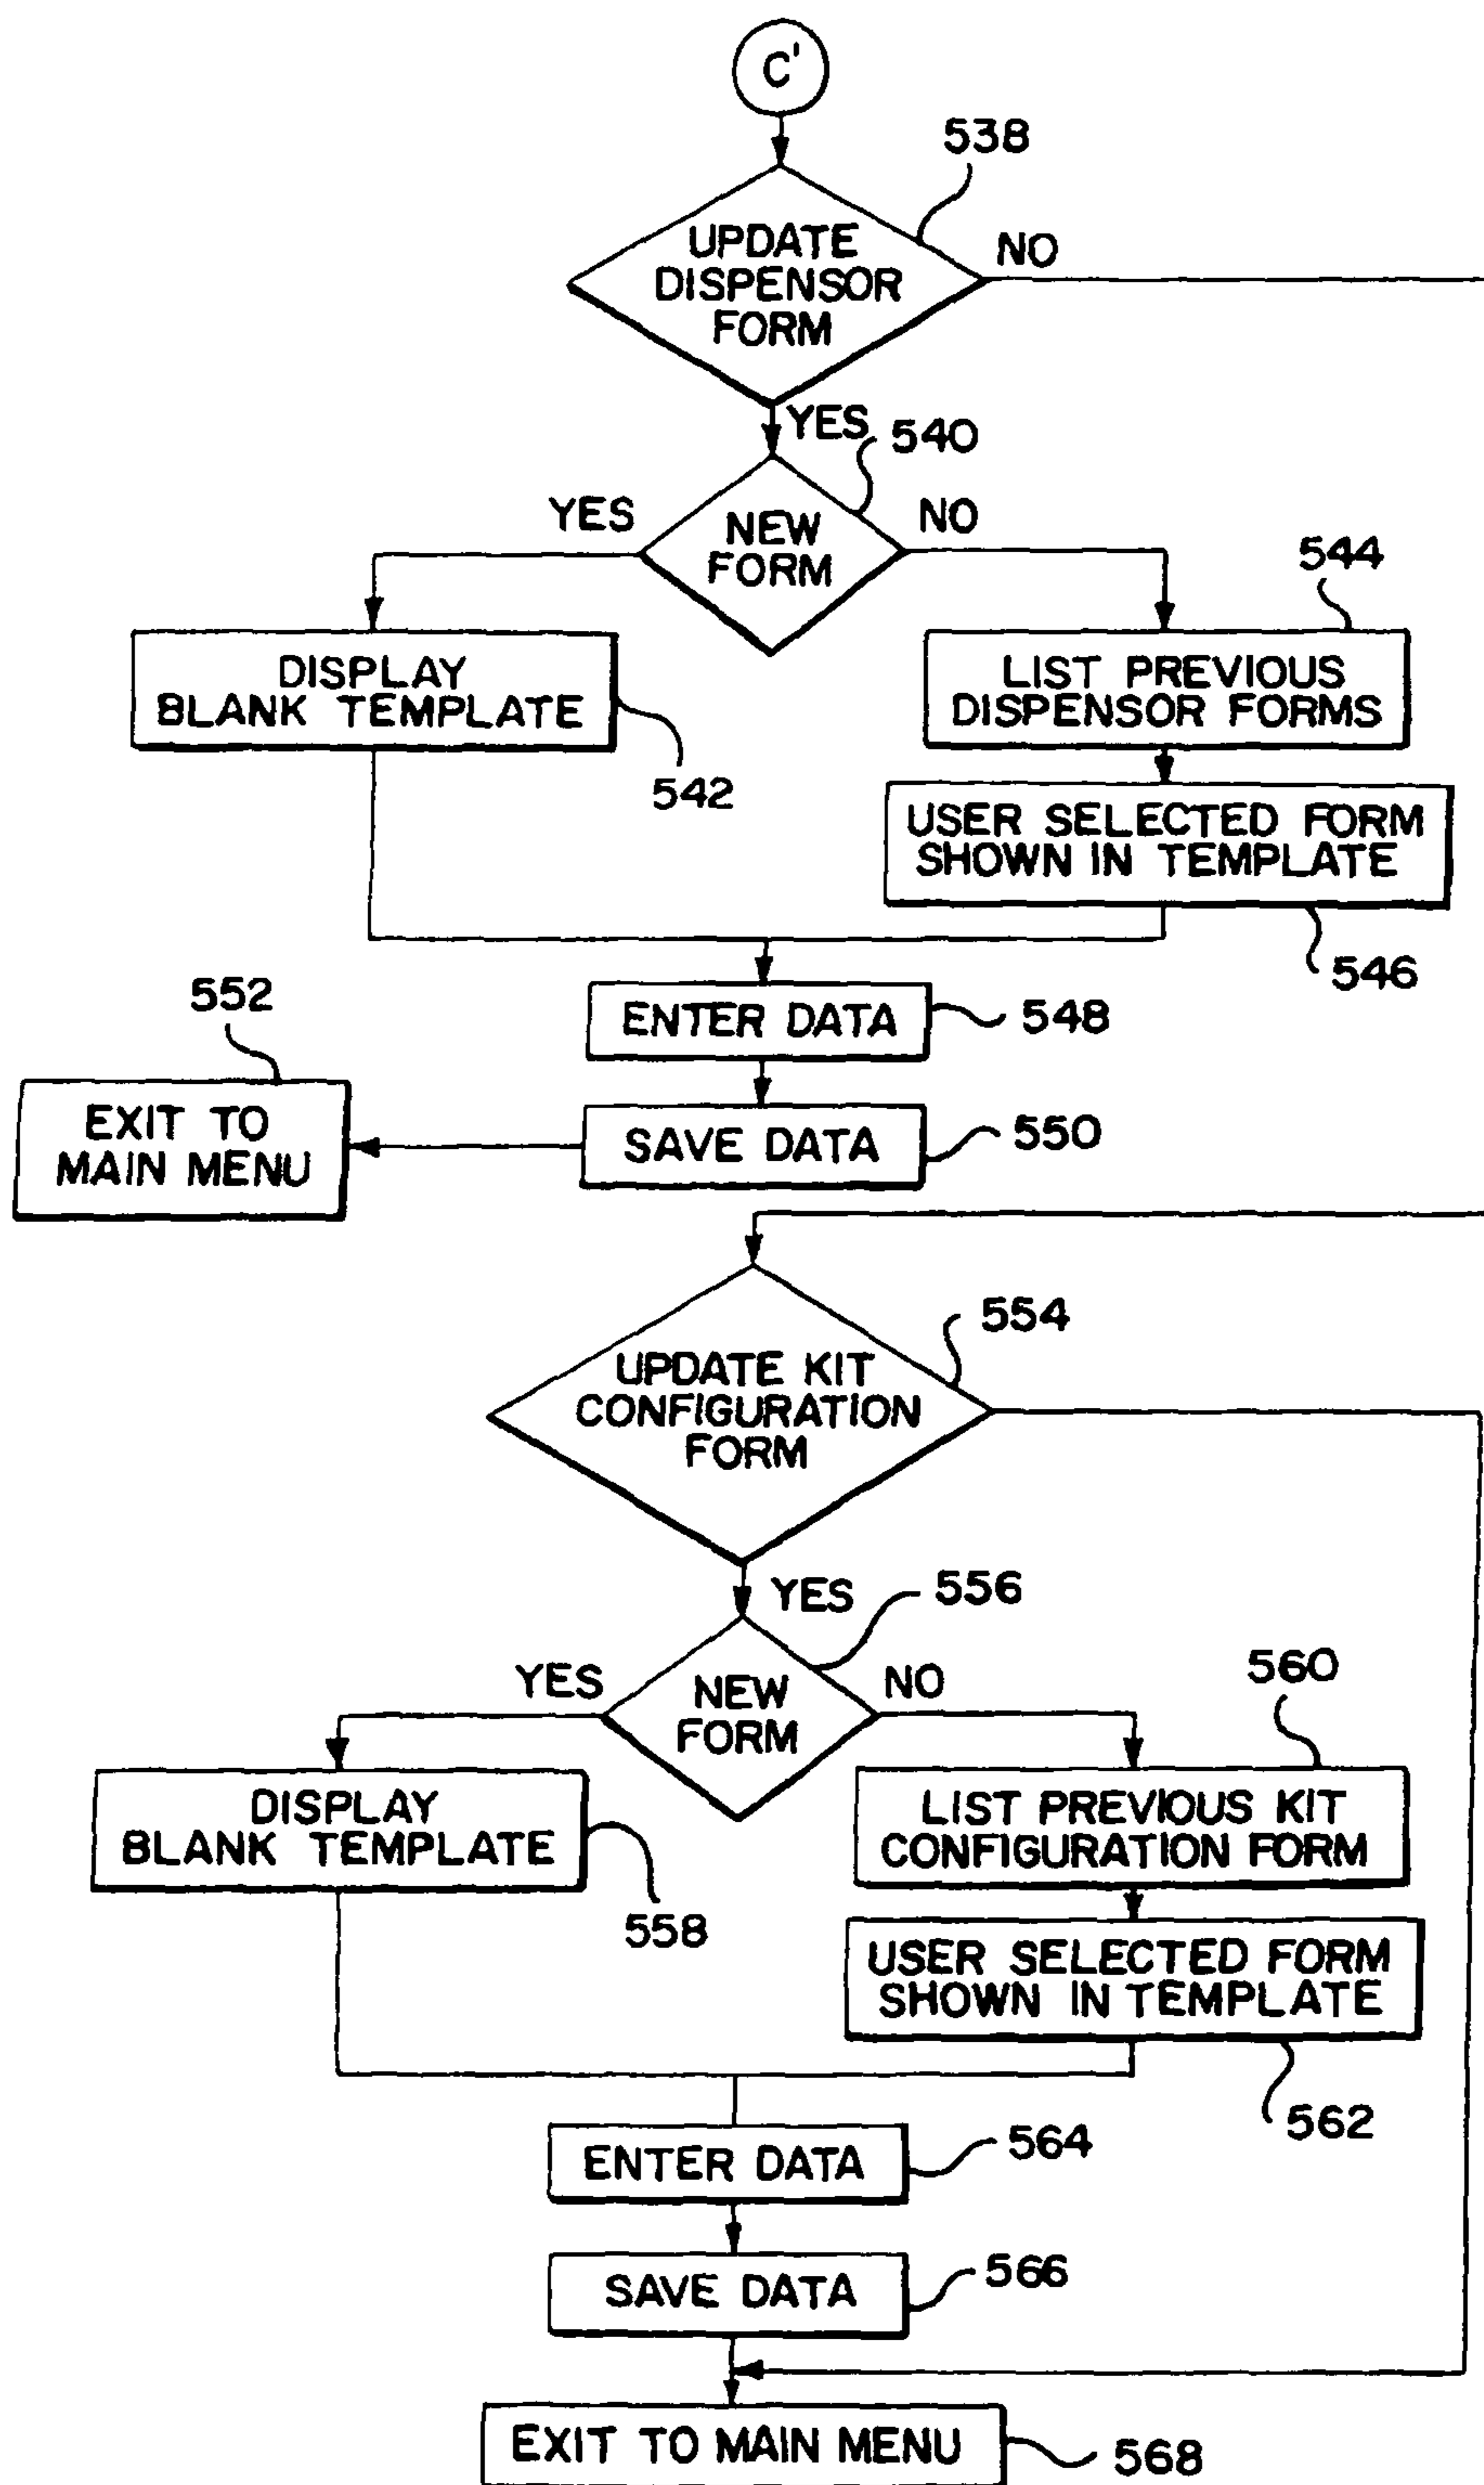 C'
538
UPDATE
DISPENSOR
FORM
NO
YES
540
YES
NEW
FORM
NO
544
DISPLAY
BLANK TEMPLATE
542
LIST PREVIOUS
DISPENSOR FORMS
USER SELECTED FORM
SHOWN IN TEMPLATE
546
552
ENTER DATA
548
EXIT TO
MAIN MENU
SAVE DATA
550
554
UPDATE KIT
CONFIGURATION
FORM
YES
556
YES
NEW
FORM
NO
560
DISPLAY
BLANK TEMPLATE
558
LIST PREVIOUS KIT
CONFIGURATION FORM
USER SELECTED FORM
SHOWN IN TEMPLATE
562
ENTER DATA
564
SAVE DATA
566
EXIT TO MAIN MENU
568